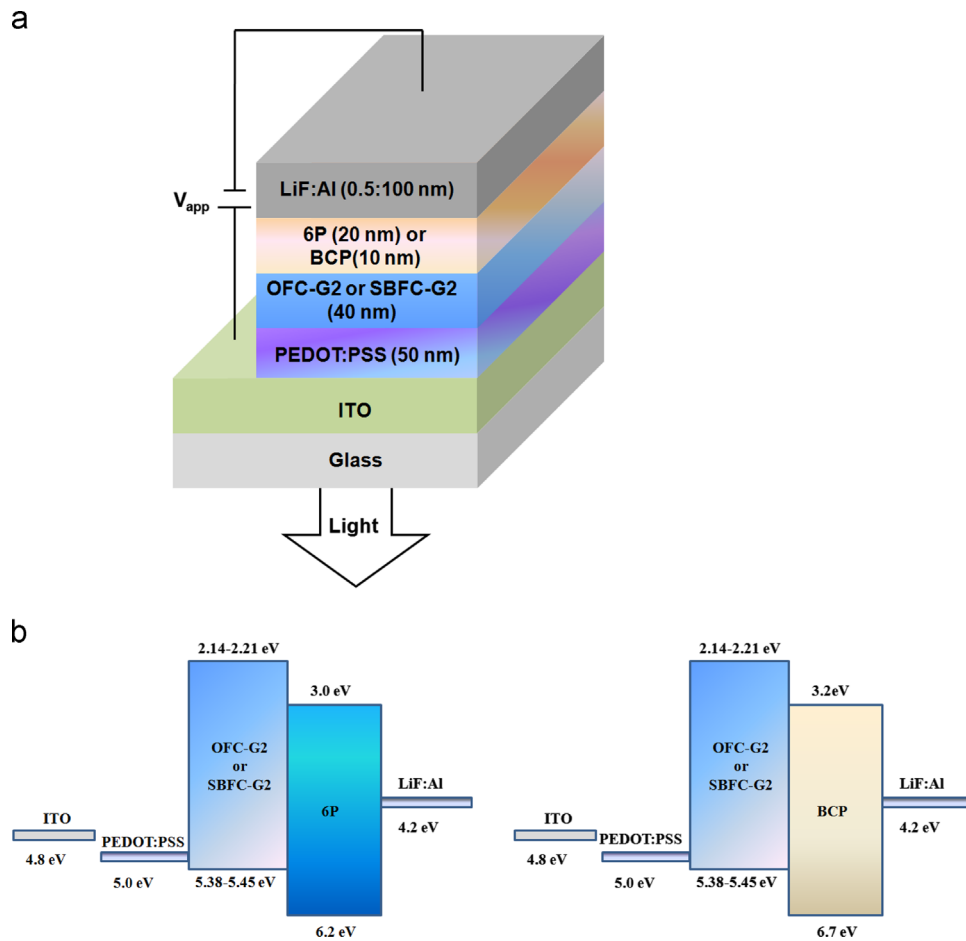 a
V_app
LiF:Al (0.5:100 nm)
6P (20 nm) or
BCP(10 nm)
OFC-G2 or SBFC-G2
(40 nm)
PEDOT:PSS (50 nm)
ITO
Glass
Light
b
2.14-2.21 eV
3.0 eV
OFC-G2
or
SBFC-G2
6P
LiF:Al
4.2 eV
ITO
4.8 eV
PEDOT:PSS
5.0 eV
5.38-5.45 eV
6.2 eV
2.14-2.21 eV
3.2eV
OFC-G2
or
SBFC-G2
BCP
LiF:Al
4.2 eV
ITO
4.8 eV
PEDOT:PSS
5.0 eV
5.38-5.45 eV
6.7 eV